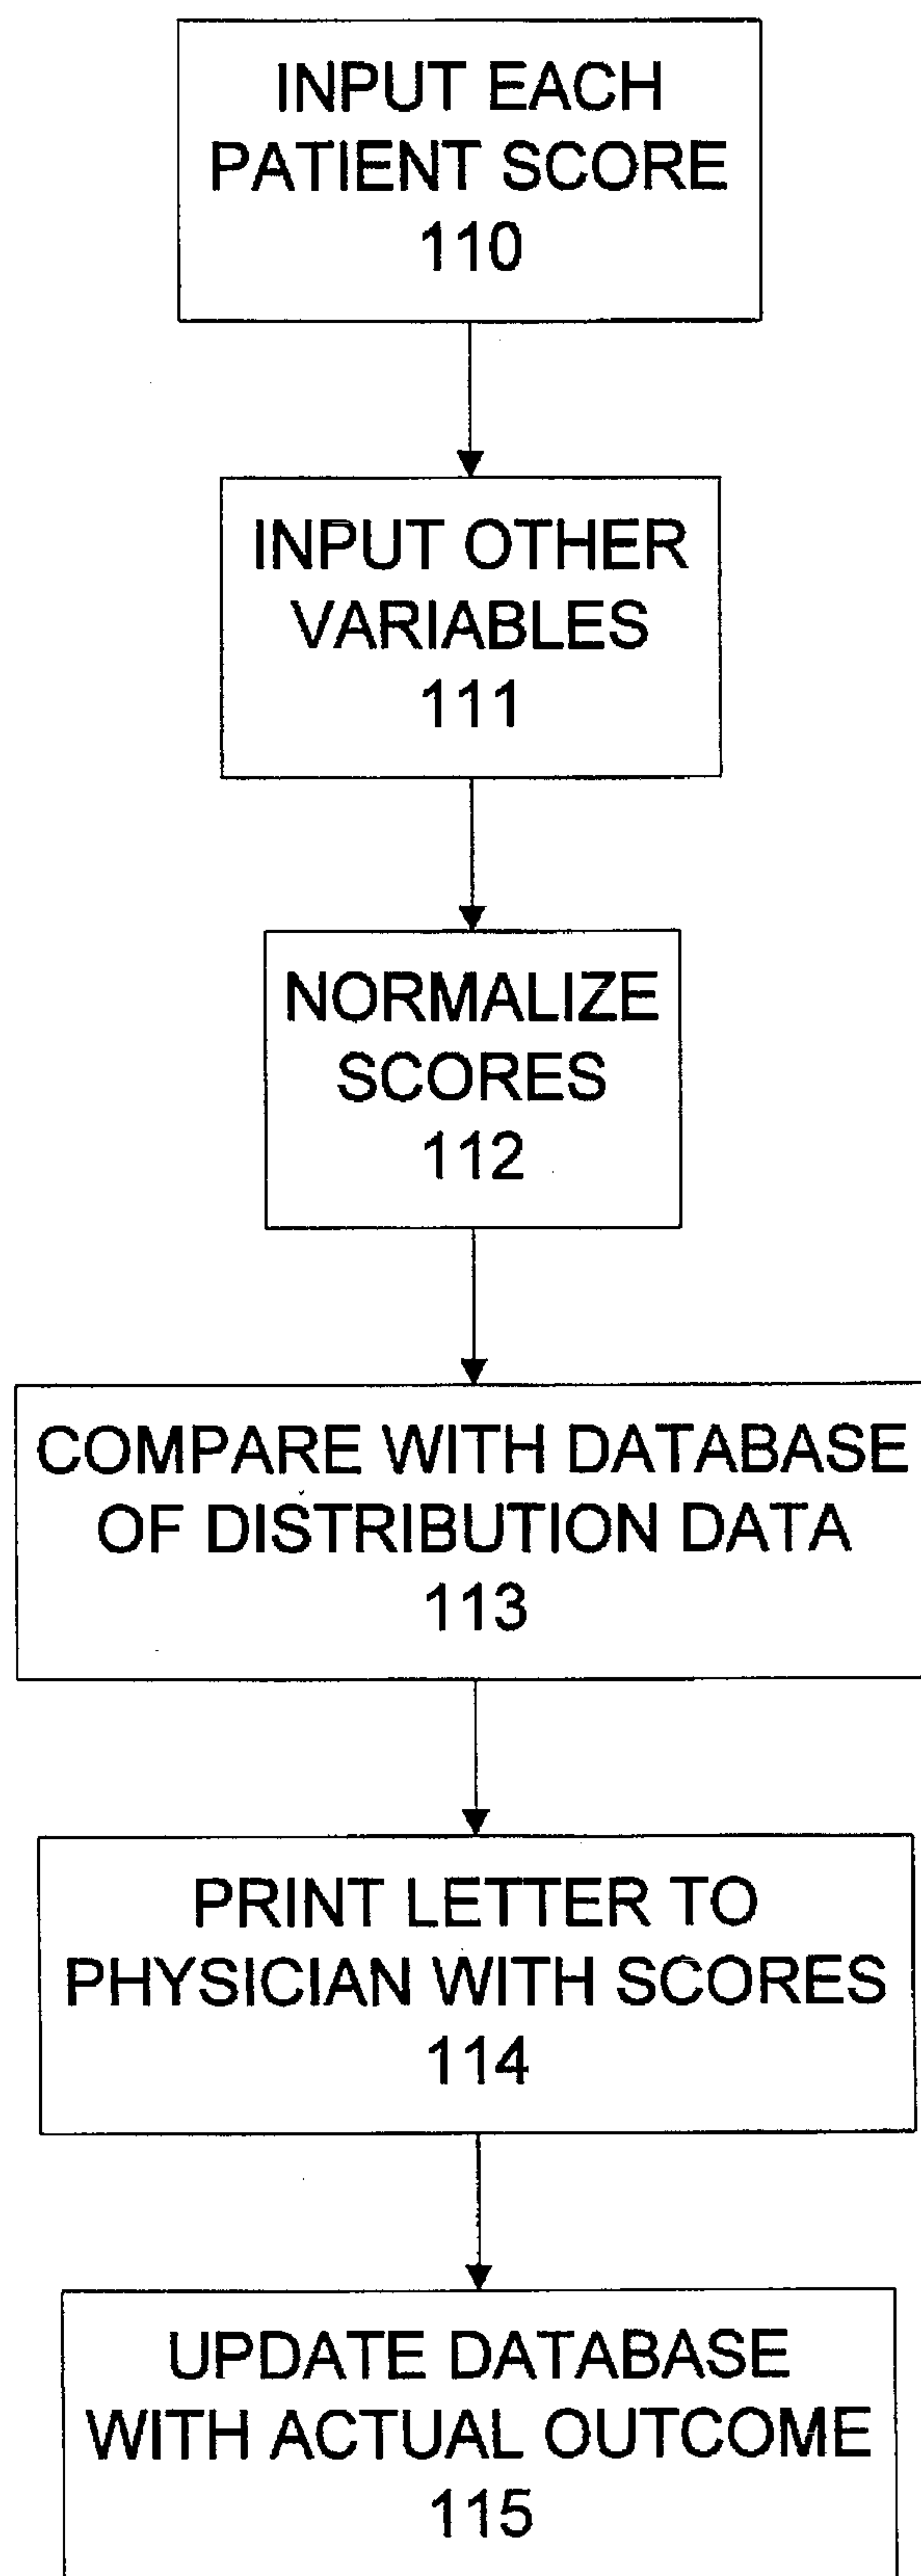 INPUT EACH
PATIENT SCORE
110
INPUT OTHER
VARIABLES
111
NORMALIZE
SCORES
112
COMPARE WITH DATABASE
OF DISTRIBUTION DATA
113
PRINT LETTER TO
PHYSICIAN WITH SCORES
114
UPDATE DATABASE
WITH ACTUAL OUTCOME
115